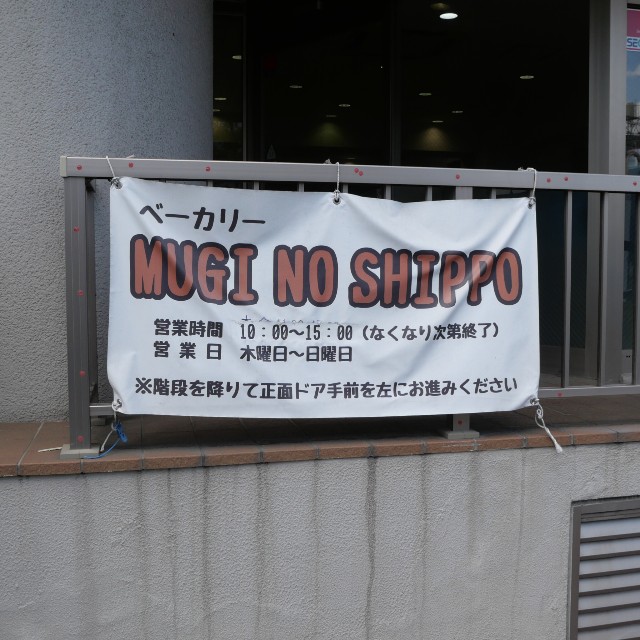 ベーカリー
MUGI NO SHIPPO
営業時間 10：00～15：00（なくなり次第終了）
営業日 木曜日～日曜日
※階段を降りて正面ドア手前を左にお進みください